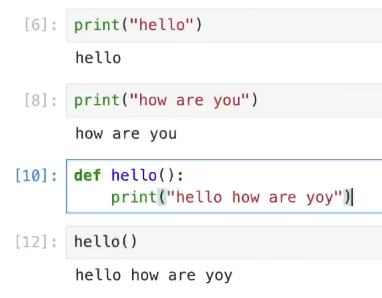 [6]: print("hello")
hello
[8]: print("how are you")
how are you
[10]: def hello():
print("hello how are yoy")
[12]: hello()
hello how are yoy